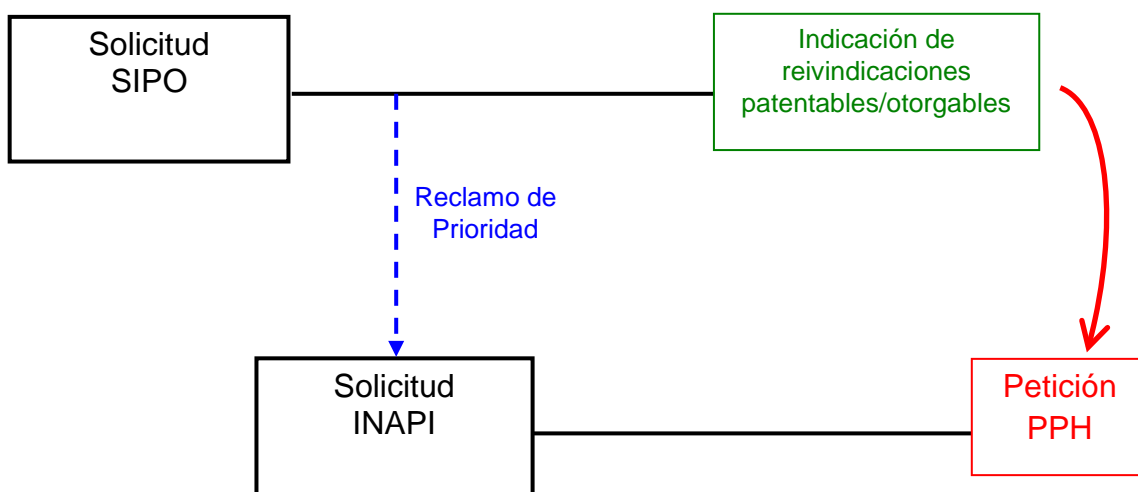 Solicitud
SIPO
Indicación de
reivindicaciones
patentables/otorgables
Reclamo de
Prioridad
Solicitud
INAPI
Petición
PPH